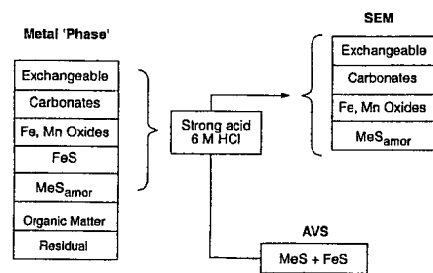 SEM
Metal 'Phase'
Exchangeable
Carbonates
Fe, Mn Oxides
FeS
MeSamor
Organic Matter
Residual
Strong acid
6 M HCl
Exchangeable
Carbonates
Fe, Mn Oxides
MeSamor
AVS
MeS + FeS